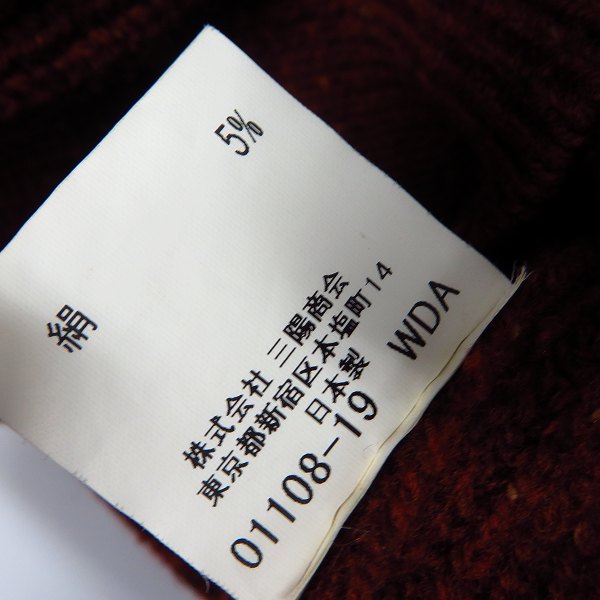 絹 5%
株式会社 三陽商会
東京都新宿区本塩町14
日本製
01108-19 WDA